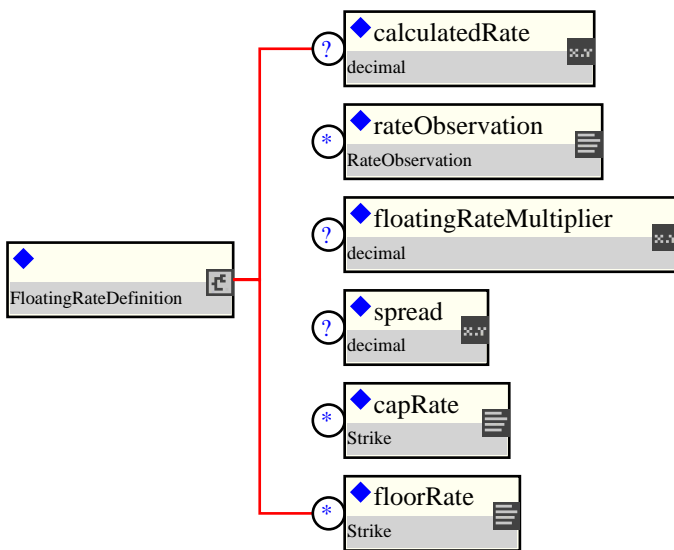 ? calculatedRate x.y
decimal
* rateObservation
RateObservation
? floatingRateMultiplier x.y
decimal
FloatingRateDefinition
? spread x.y
decimal
* capRate
Strike
* floorRate
Strike